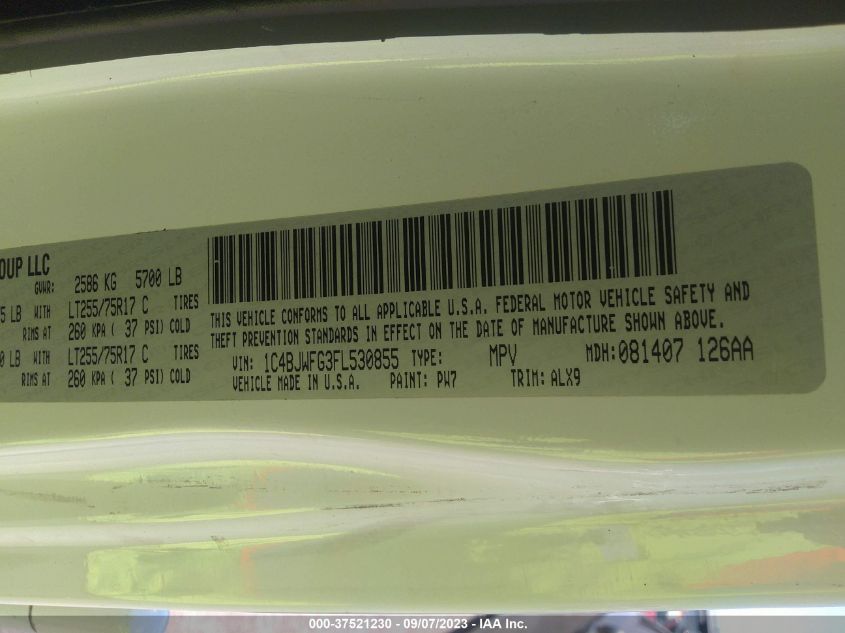 OUP LLC
GVWR: 2586 KG 5700 LB
5 LB WITH LT255/75R17 C TIRES
RIMS AT 260 KPA ( 37 PSI) COLD
0 LB WITH LT255/75R17 C TIRES
RIMS AT 260 KPA ( 37 PSI) COLD
THIS VEHICLE CONFORMS TO ALL APPLICABLE U.S.A. FEDERAL MOTOR VEHICLE SAFETY AND
THEFT PREVENTION STANDARDS IN EFFECT ON THE DATE OF MANUFACTURE SHOWN ABOVE.
VIN: 1C4BJWFG3FL530855 TYPE: MPV MDH: 081407 126AA
VEHICLE MADE IN U.S.A. PAINT: PW7 TRIM: ALX9
000-37521230 - 09/07/2023 - IAA Inc.